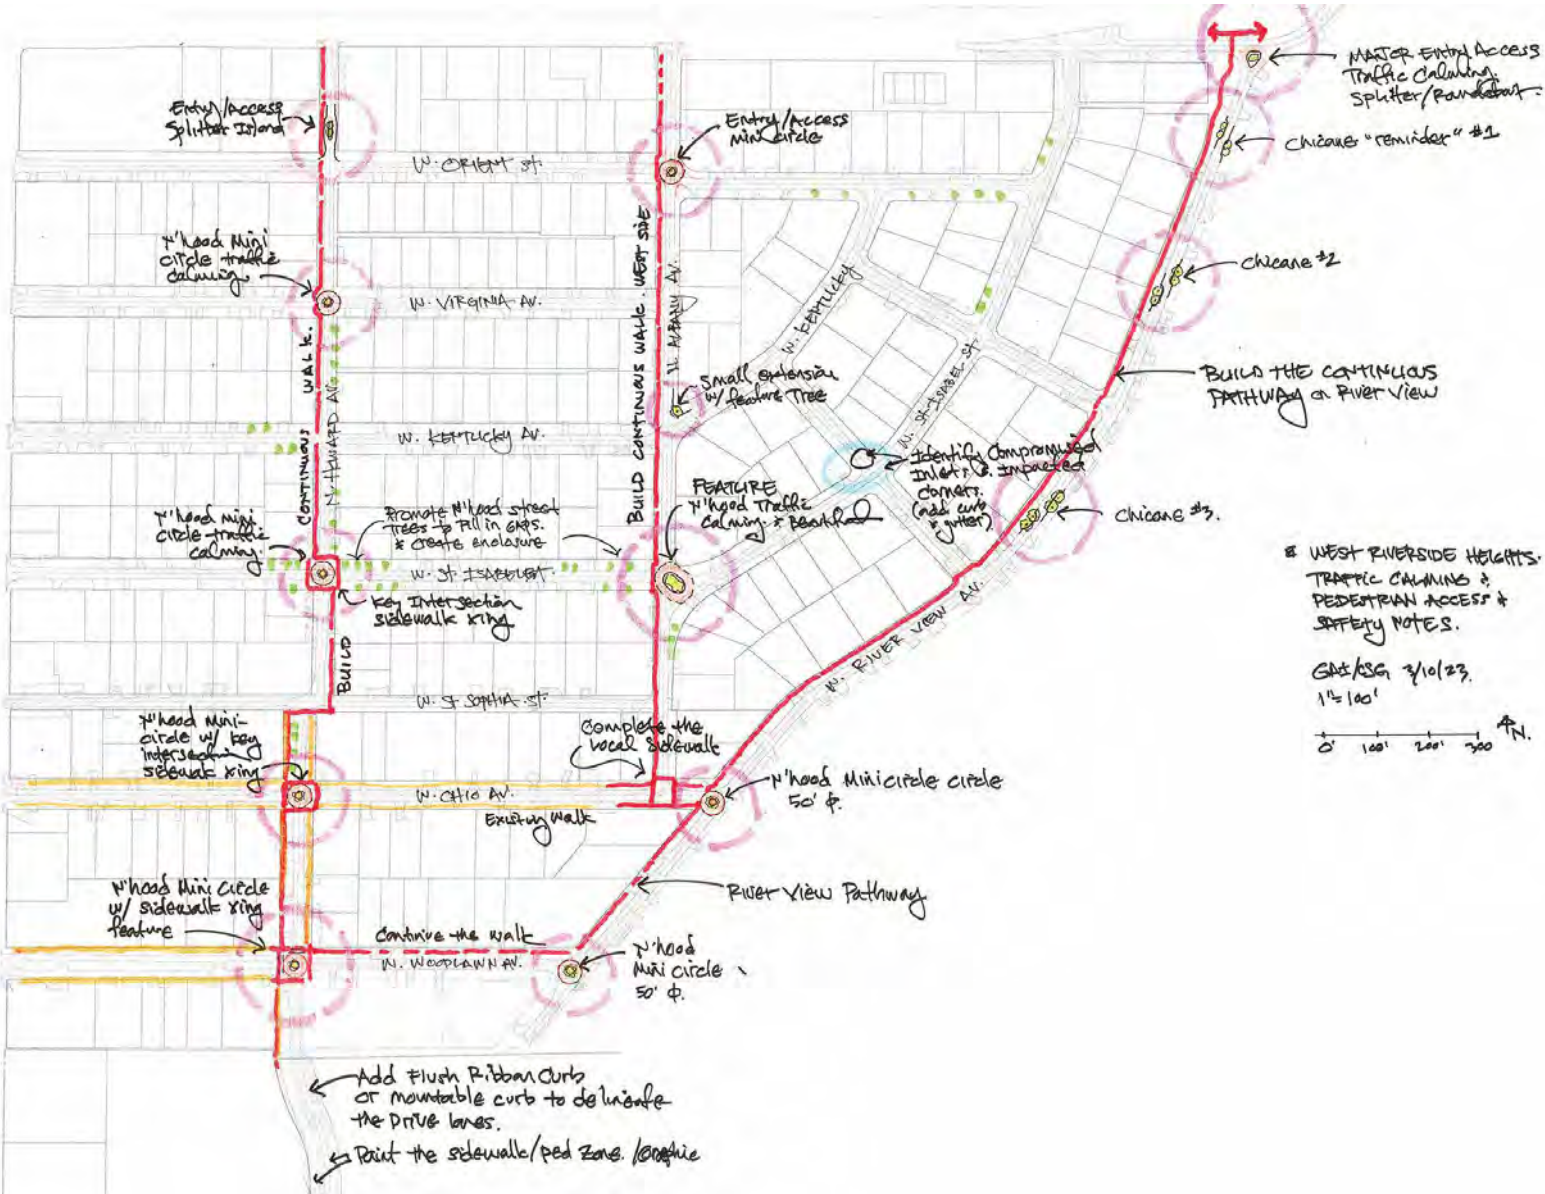 MAJOR Entry Access
Traffic Calming.
Splitter/Roundabout.
Entry/Access
Splitter Island
Entry/Access
mini circle
Chicane "reminder" #1
W. ORIENT St.
N'hood Mini
circle traffic
calming
Chicane #2
W. VIRGINIA AV.
BUILD CONTINUOUS WALK. WEST SIDE
N. ALBANY AV.
W. KENTUCKY
BUILD CONTINUOUS WALK.
N. HOWARD AV.
Small extension
w/ feature Tree
W. ST. ISABEL ST.
BUILD THE CONTINUOUS
PATHWAY on River View
W. KENTUCKY AV.
Identify Compromised
Inlets & Impacted
Corners.
(add curb
& gutter)
FEATURE
N'hood Traffic
Calming & Beautified
N'hood mini
circle traffic
calming.
Promote N'hood street
trees to fill in GAPS.
& create enclosure
Chicane #3.
W. ST. ISABEL ST.
Key Intersection
sidewalk xing
WEST RIVERSIDE HEIGHTS.
TRAFFIC CALMING &
PEDESTRIAN ACCESS &
SAFETY NOTES.
GAI/CSG 3/10/23.
1"=100'
0' 100' 200' 300 N.
W. RIVER VIEW AV.
W. ST SOPHIA ST.
N'hood Mini-
circle w/ key
intersection
sidewalk xing
Complete the
local sidewalk
W. OHIO AV.
Existing Walk
N'hood Minicircle circle
50' φ.
N'hood Mini Circle
w/ sidewalk xing
feature
River View Pathway
Continue the walk
W. WOODLAWN AV.
N'hood
Mini circle
50' φ.
Add Flush Ribbon Curb
or mountable curb to delineate
the Drive lanes.
Paint the sidewalk/ped zone. /Graphic